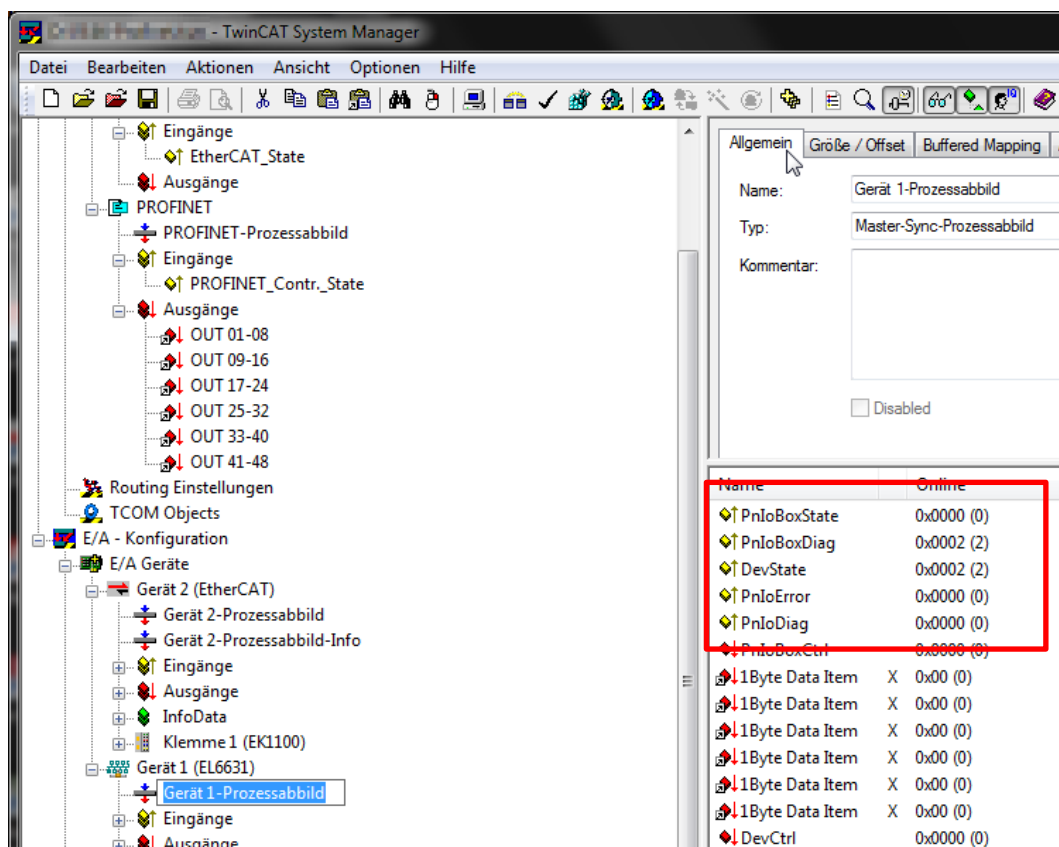 - TwinCAT System Manager
Datei Bearbeiten Aktionen Ansicht Optionen Hilfe
Eingänge
EtherCAT_State
Ausgänge
PROFINET
PROFINET-Prozessabbild
Eingänge
PROFINET_Contr._State
Ausgänge
OUT 01-08
OUT 09-16
OUT 17-24
OUT 25-32
OUT 33-40
OUT 41-48
Routing Einstellungen
TCOM Objects
E/A - Konfiguration
E/A Geräte
Gerät 2 (EtherCAT)
Gerät 2-Prozessabbild
Gerät 2-Prozessabbild-Info
Eingänge
Ausgänge
InfoData
Klemme 1 (EK1100)
Gerät 1 (EL6631)
Gerät 1-Prozessabbild
Eingänge
Ausgänge
Allgemein Größe / Offset Buffered Mapping
Name: Gerät 1-Prozessabbild
Typ: Master-Sync-Prozessabbild
Kommentar:
Disabled
Name Online
PnIoBoxState 0x0000 (0)
PnIoBoxDiag 0x0002 (2)
DevState 0x0002 (2)
PnIoError 0x0000 (0)
PnIoDiag 0x0000 (0)
PnIoBoxCtrl 0x0000 (0)
1Byte Data Item X 0x00 (0)
1Byte Data Item X 0x00 (0)
1Byte Data Item X 0x00 (0)
1Byte Data Item X 0x00 (0)
1Byte Data Item X 0x00 (0)
1Byte Data Item X 0x00 (0)
DevCtrl 0x0000 (0)